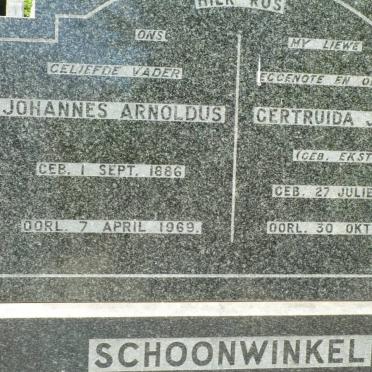 HIER RUS
ONS
GELIEFDE VADER
JOHANNES ARNOLDUS
GEB. 1 SEPT. 1886
OORL. 7 APRIL 1969.
MY LIEWE
EGGENOTE EN
GERTRUIDA J
(GEB. EKST
GEB. 27 JULIE
OORL. 30 OKT
SCHOONWINKEL